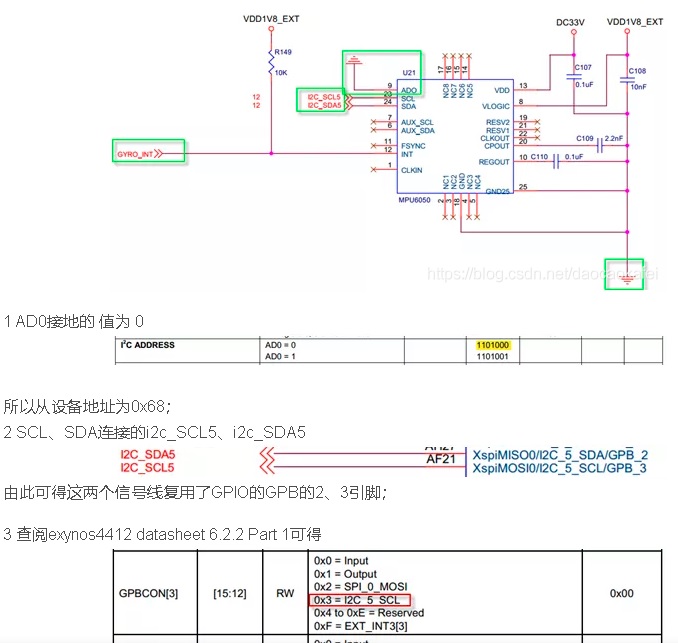 VDD1V8_EXT
DC33V
VDD1V8_EXT
R149
10K
U21
C107
0.1uF
C108
10nF
17 16 15 14
NC8 NC7 NC6 NC5
9 AD0
I2C_SCL5 23 SCL
I2C_SDA5 24 SDA
12
12
7 AUX_SCL
6 AUX_SDA
11 FSYNC
12 INT
1 CLKIN
GYRO_INT
VDD 13
VLOGIC 8
RESV2 19
RESV1 21
CLKOUT 22
CPOUT 20
REGOUT 10
GND25 25
C109 2.2nF
C110 0.1uF
NC1 NC2 GND NC3 NC4
2 3 18 4 5
MPU6050
https://blog.csdn.net/daocaokafei
1 AD0接地的 值为 0
I²C ADDRESS
AD0 = 0 1101000
AD0 = 1 1101001
所以从设备地址为0x68;
2 SCL、SDA连接的i2c_SCL5、i2c_SDA5
I2C_SDA5 XspiMISO0/I2C_5_SDA/GPB_2
I2C_SCL5 AF21 XspiMOSI0/I2C_5_SCL/GPB_3
由此可得这两个信号线复用了GPIO的GPB的2、3引脚;
3 查阅exynos4412 datasheet 6.2.2 Part 1可得
GPBCON[3] [15:12] RW
0x0 = Input
0x1 = Output
0x2 = SPI_0_MOSI
0x3 = I2C_5_SCL
0x4 to 0xE = Reserved
0xF = EXT_INT3[3]
0x00